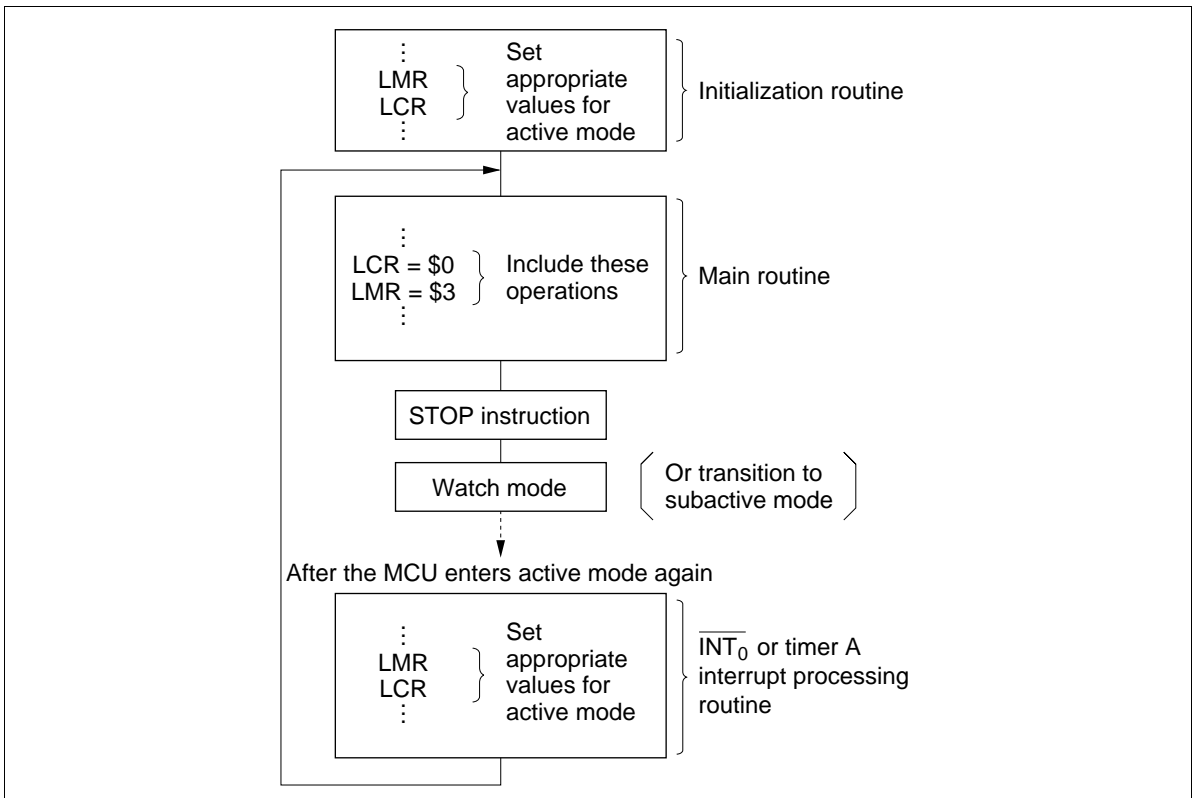 ⋮
LMR
LCR
⋮
Set
appropriate
values for
active mode
Initialization routine
⋮
LCR = $0
LMR = $3
⋮
Include these
operations
Main routine
STOP instruction
Watch mode
Or transition to
subactive mode
After the MCU enters active mode again
⋮
LMR
LCR
⋮
Set
appropriate
values for
active mode
I̅N̅T̅₀̅ or timer A
interrupt processing
routine